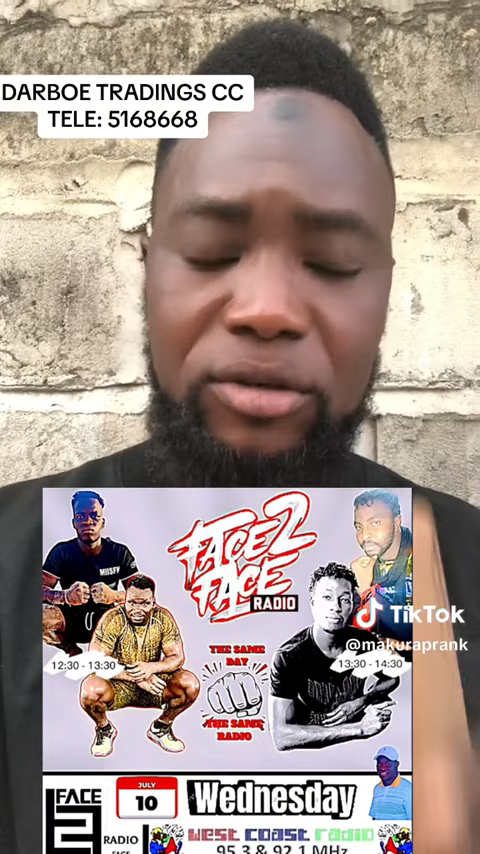 DARBOE TRADINGS CC
TELE: 5168668
FACE 2
FACE
RADIO
MIISFN
TikTok
@makuraprank
12:30 - 13:30
13:30 - 14:30
THE SAME
DAY
THE SAME
RADIO
JULY
10
Wednesday
FACE
2
RADIO
FACE
West Coast radio
95.3 & 92.1 MHz